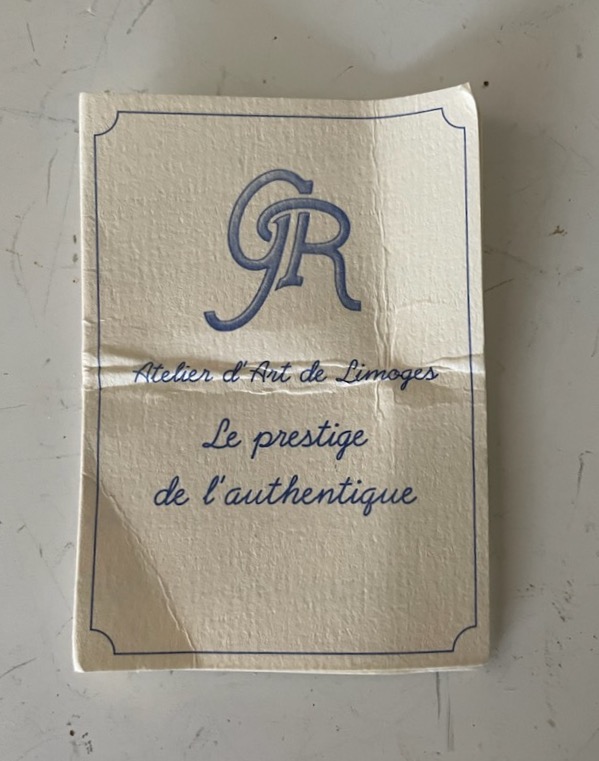 GR
Atelier d'Art de Limoges
Le prestige
de l'authentique